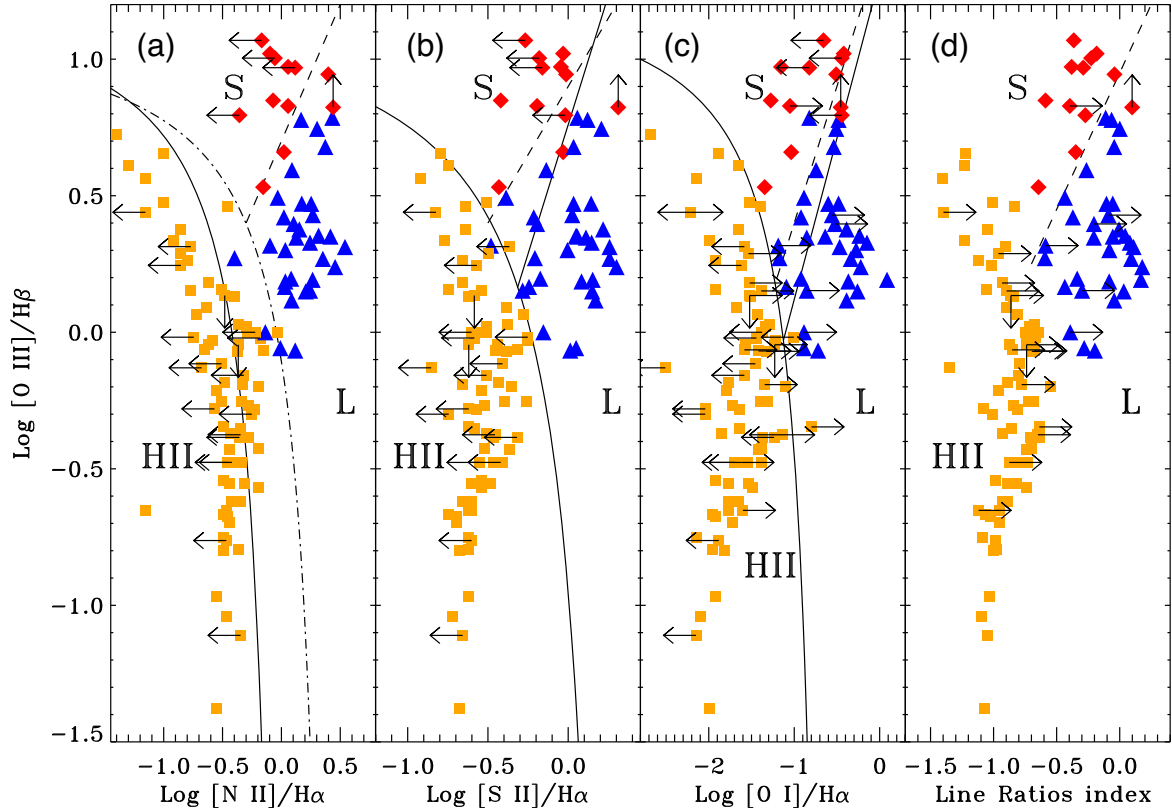 (a) (b) (c) (d)
S S S S
L L L L
HII HII HII HII
Log [O III]/Hβ
1.0
0.5
0.0
−0.5
−1.0
−1.5
−1.0 −0.5 0.0 0.5
−1.0 −0.5 0.0
−2 −1 0
−1.5 −1.0 −0.5 0.0
Log [N II]/Hα
Log [S II]/Hα
Log [O I]/Hα
Line Ratios index